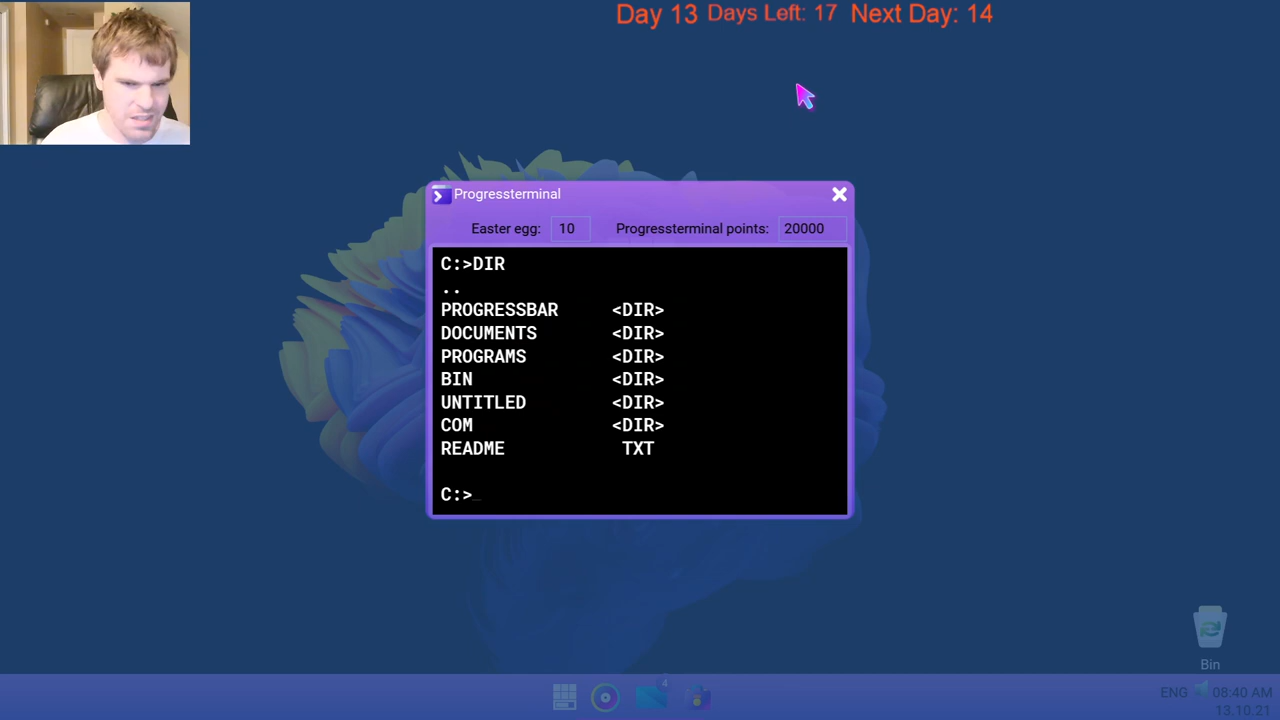 Day 13 Days Left: 17 Next Day: 14
Progressterminal
Easter egg: 10 Progressterminal points: 20000
C:>DIR
..
PROGRESSBAR <DIR>
DOCUMENTS <DIR>
PROGRAMS <DIR>
BIN <DIR>
UNTITLED <DIR>
COM <DIR>
README TXT
C:>_
Bin
4
ENG 08:40 AM
13.10.21